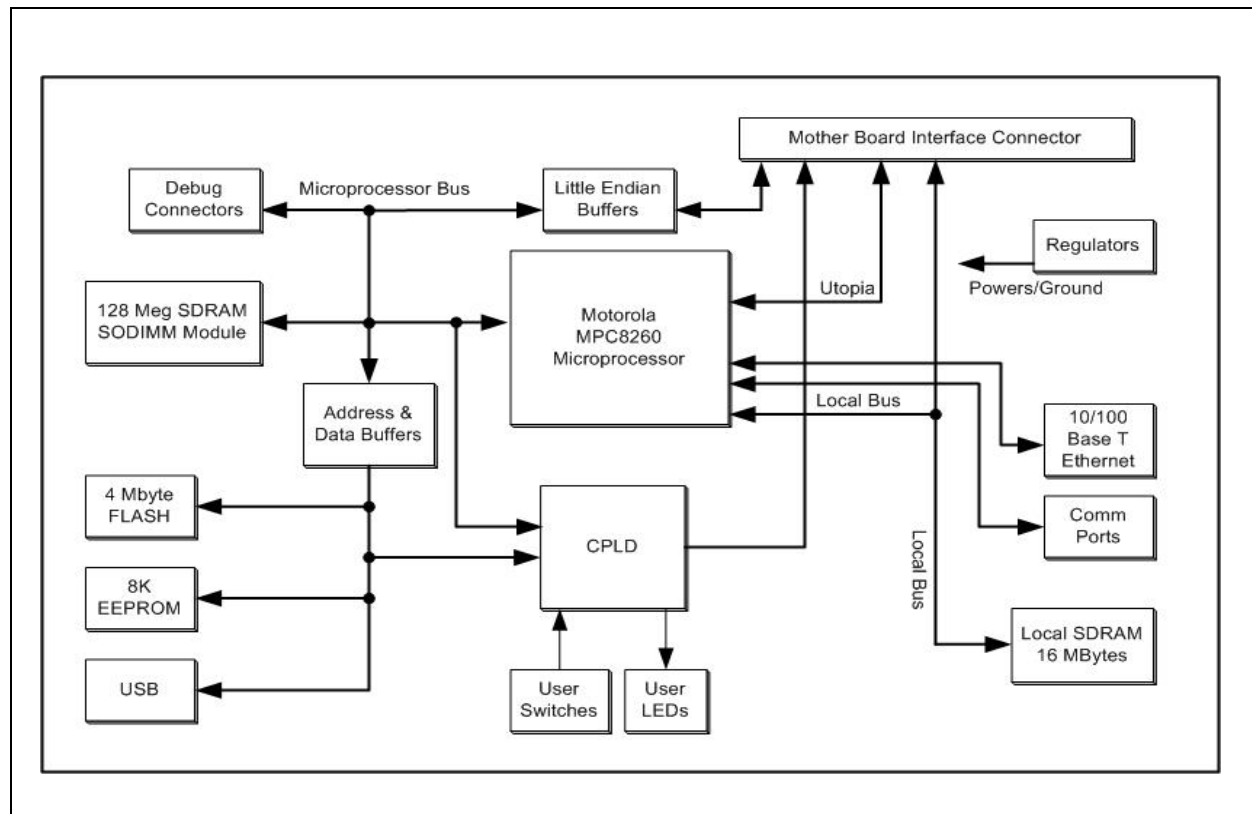 Mother Board Interface Connector
Debug
Connectors
Microprocessor Bus
Little Endian
Buffers
Regulators
Powers/Ground
128 Meg SDRAM
SODIMM Module
Motorola
MPC8260
Microprocessor
Utopia
Local Bus
Address &
Data Buffers
10/100
Base T
Ethernet
4 Mbyte
FLASH
CPLD
Comm
Ports
Local Bus
8K
EEPROM
Local SDRAM
16 MBytes
USB
User
Switches
User
LEDs